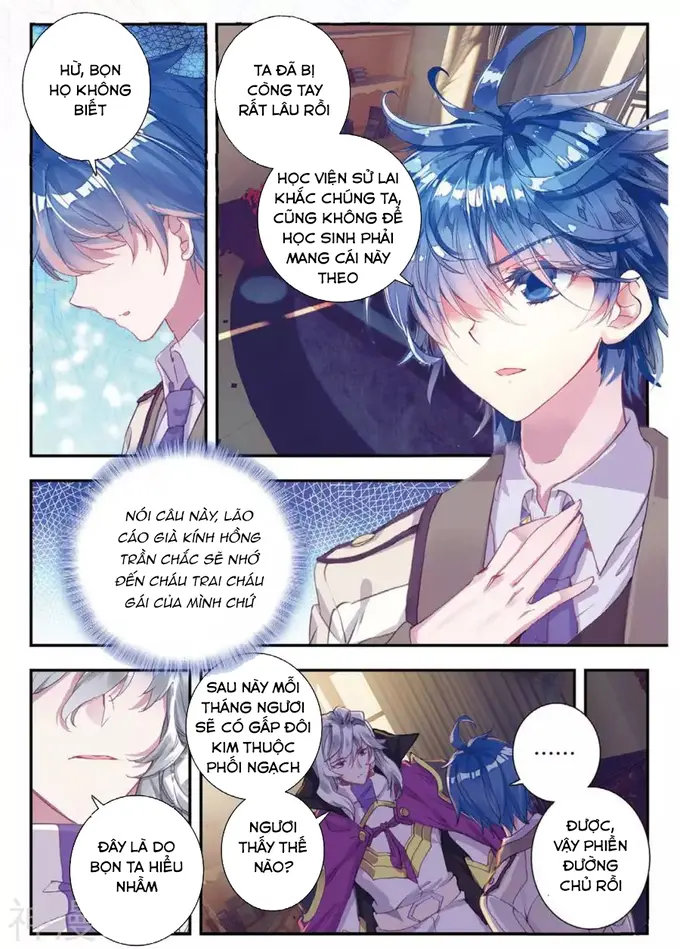 HỪ, BỌN
HỌ KHÔNG
BIẾT
TA ĐÃ BỊ
CÒNG TAY
RẤT LÂU RỒI
HỌC VIỆN SỬ LAI
KHẮC CHÚNG TA,
CŨNG KHÔNG ĐỂ
HỌC SINH PHẢI
MANG CÁI NÀY
THEO
NÓI CÂU NÀY, LÃO
CÁO GIÀ KÍNH HỒNG
TRẦN CHẮC SẼ NHỚ
ĐẾN CHÁU TRAI CHÁU
GÁI CỦA MÌNH CHỨ
ĐÂY LÀ DO
BỌN TA HIỂU
NHẦM
SAU NÀY MỖI
THÁNG NGƯƠI
SẼ CÓ GẤP ĐÔI
KIM THUỘC
PHỐI NGẠCH
NGƯƠI
THẤY THẾ
NÀO?
......
ĐƯỢC,
VẬY PHIỀN
ĐƯỜNG
CHỦ RỒI
神漫